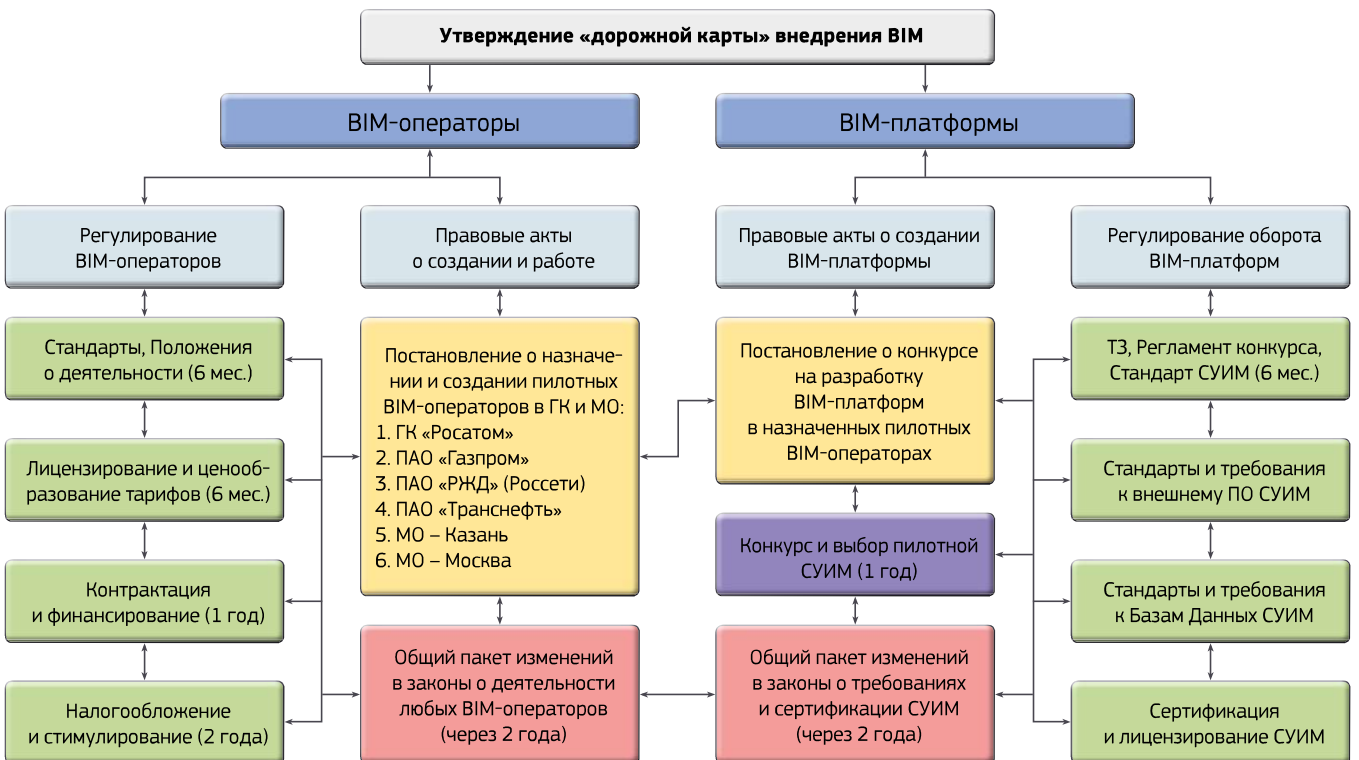 Утверждение «дорожной карты» внедрения BIM
BIM-операторы
BIM-платформы
Регулирование
BIM-операторов
Правовые акты
о создании и работе
Правовые акты о создании
BIM-платформы
Регулирование оборота
BIM-платформ
Стандарты, Положения
о деятельности (6 мес.)
Лицензирование и ценооб-
разование тарифов (6 мес.)
Контрактация
и финансирование (1 год)
Налогообложение
и стимулирование (2 года)
Постановление о назначе-
нии и создании пилотных
BIM-операторов в ГК и МО:
1. ГК «Росатом»
2. ПАО «Газпром»
3. ПАО «РЖД» (Россети)
4. ПАО «Транснефть»
5. МО – Казань
6. МО – Москва
Общий пакет изменений
в законы о деятельности
любых BIM-операторов
(через 2 года)
Постановление о конкурсе
на разработку
BIM-платформ
в назначенных пилотных
BIM-операторах
Конкурс и выбор пилотной
СУИМ (1 год)
Общий пакет изменений
в законы о требованиях
и сертификации СУИМ
(через 2 года)
ТЗ, Регламент конкурса,
Стандарт СУИМ (6 мес.)
Стандарты и требования
к внешнему ПО СУИМ
Стандарты и требования
к Базам Данных СУИМ
Сертификация
и лицензирование СУИМ